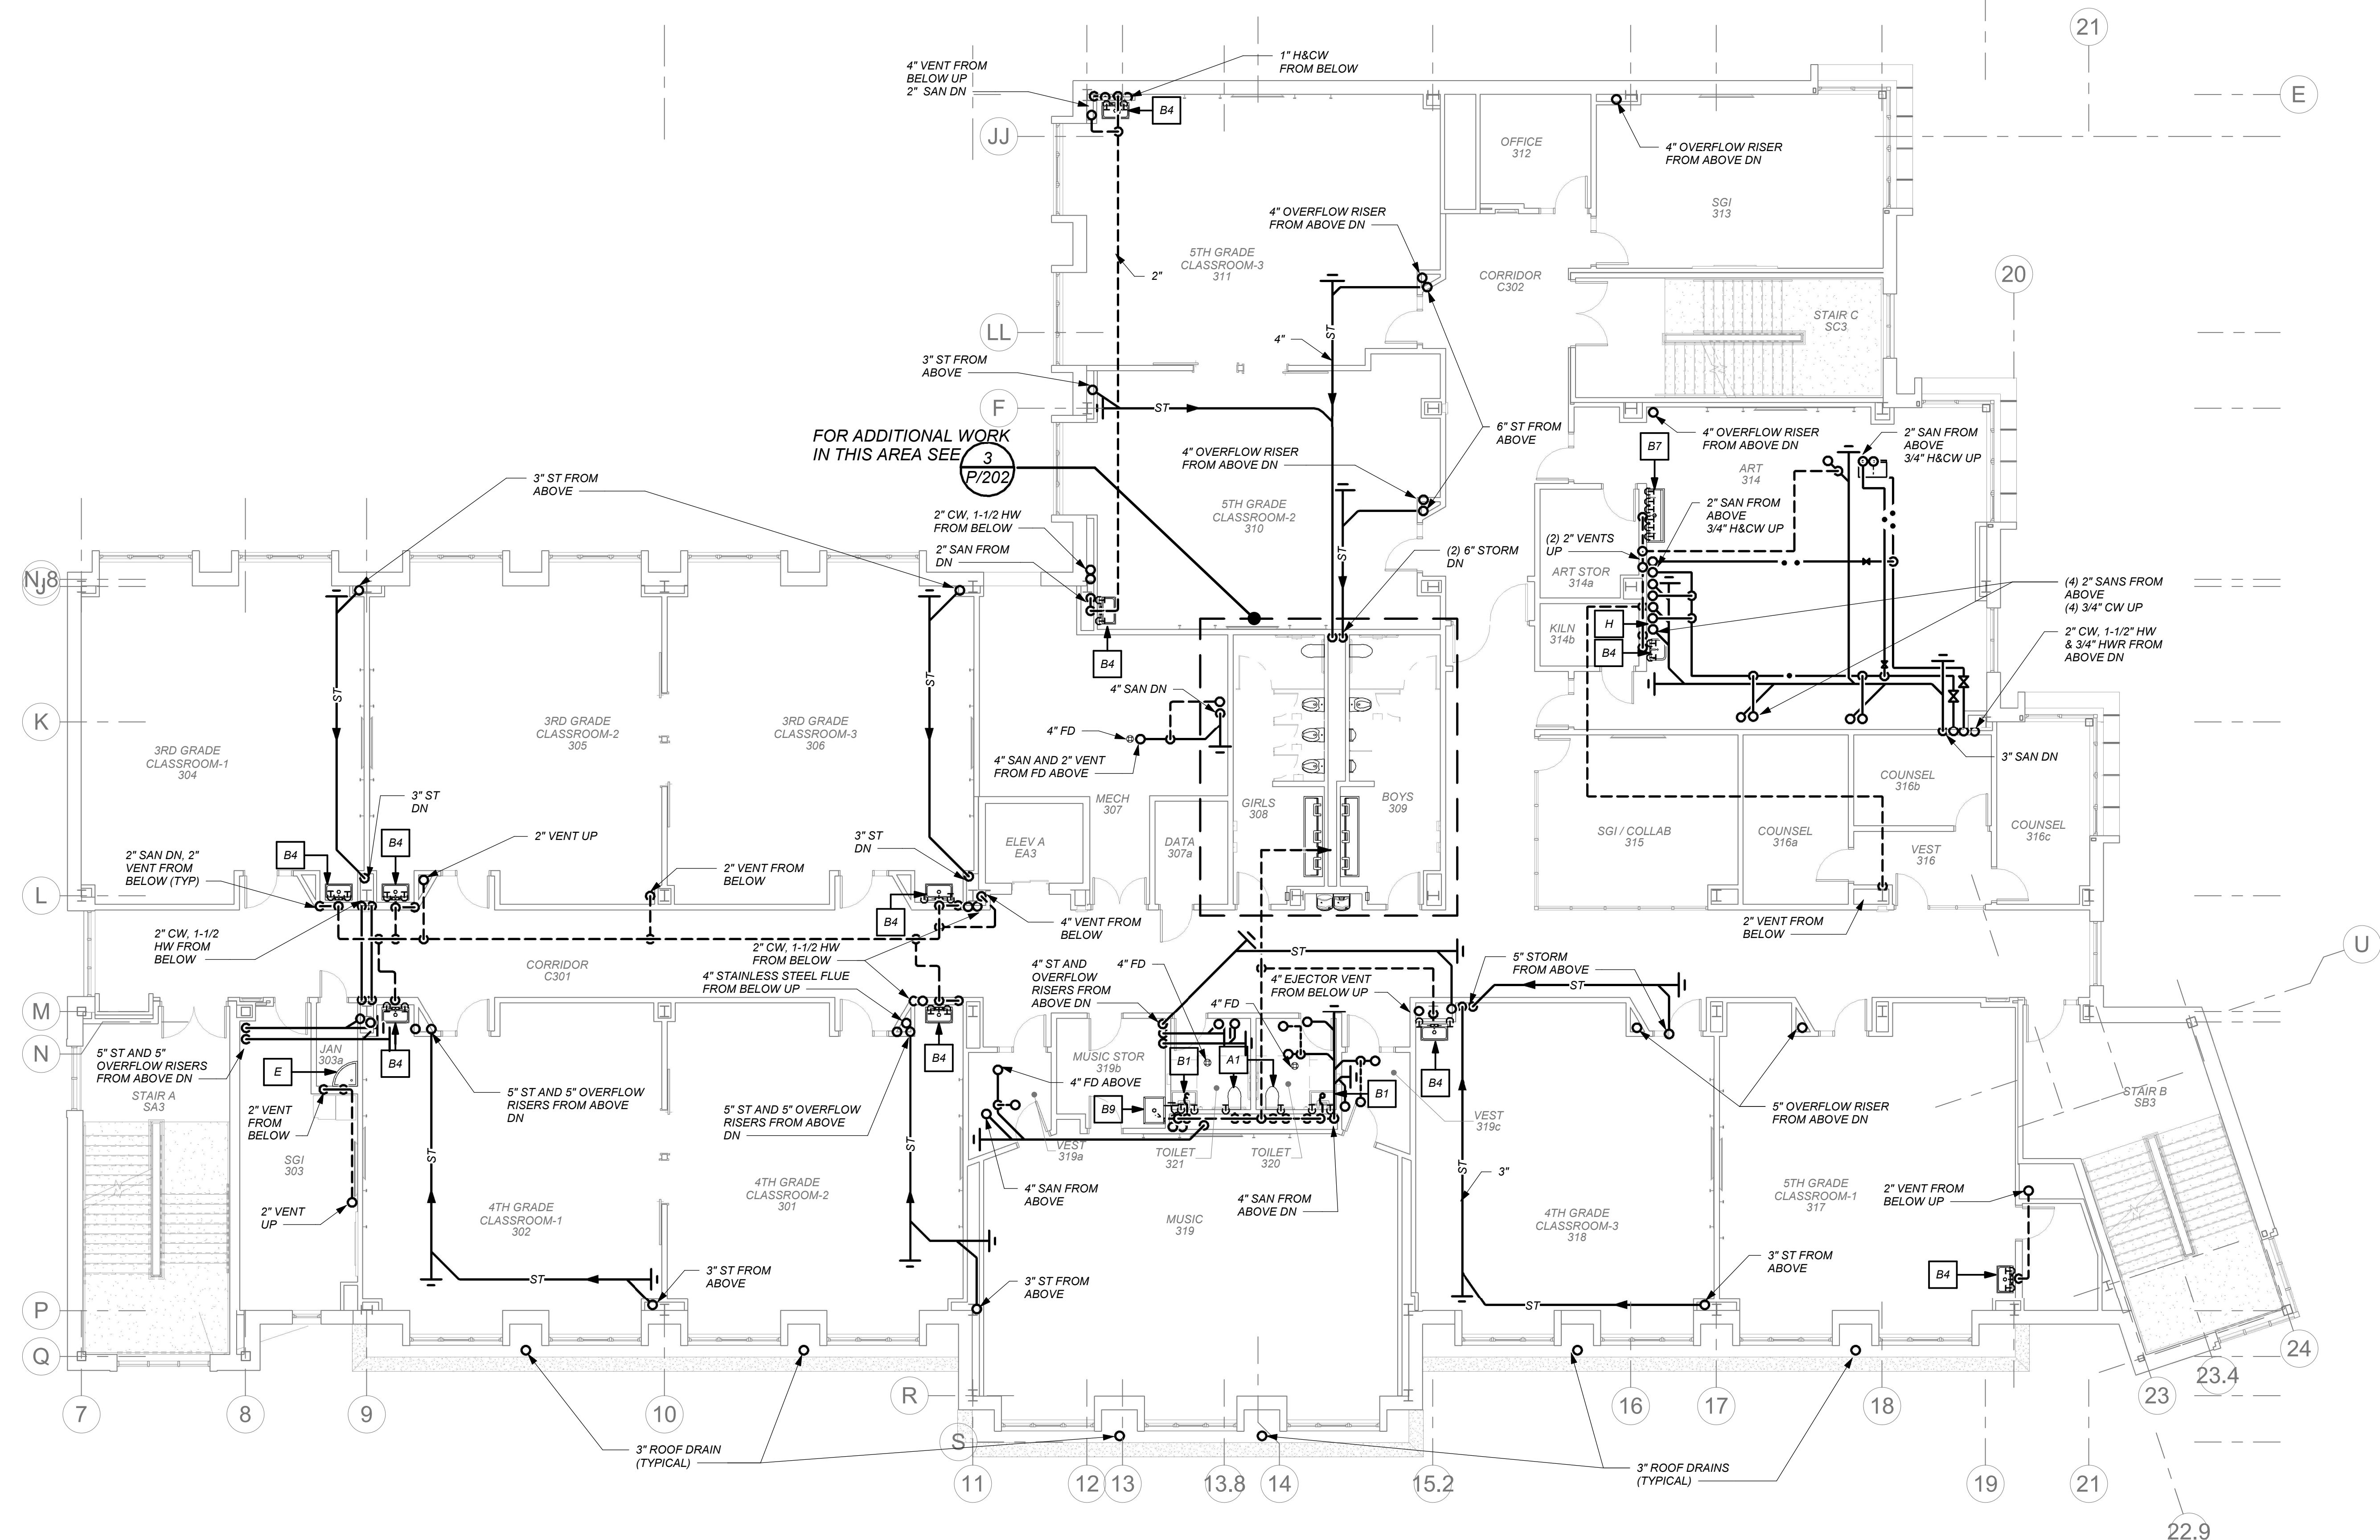 21
E
4" VENT FROM
BELOW UP
2" SAN DN
1" H&CW
FROM BELOW
B4
JJ
OFFICE
312
4" OVERFLOW RISER
FROM ABOVE DN
SGI
313
4" OVERFLOW RISER
FROM ABOVE DN
5TH GRADE
CLASSROOM-3
311
2"
CORRIDOR
C302
20
STAIR C
SC3
LL
ST
4"
3" ST FROM
ABOVE
F
ST
6" ST FROM
ABOVE
FOR ADDITIONAL WORK
IN THIS AREA SEE
3
P/202
4" OVERFLOW RISER
FROM ABOVE DN
4" OVERFLOW RISER
FROM ABOVE DN
B7
2" SAN FROM
ABOVE
3/4" H&CW UP
ART
314
3" ST FROM
ABOVE
2" CW, 1-1/2 HW
FROM BELOW
5TH GRADE
CLASSROOM-2
310
2" SAN FROM
ABOVE
3/4" H&CW UP
2" SAN FROM
DN
ST
(2) 6" STORM
DN
(2) 2" VENTS
UP
ART STOR
314a
(4) 2" SANS FROM
ABOVE
(4) 3/4" CW UP
N.8
J
KILN
314b
H
B4
2" CW, 1-1/2" HW
& 3/4" HWR FROM
ABOVE DN
B4
ST
ST
4" SAN DN
K
3RD GRADE
CLASSROOM-1
304
3RD GRADE
CLASSROOM-2
305
3RD GRADE
CLASSROOM-3
306
4" FD
4" SAN AND 2" VENT
FROM FD ABOVE
3" SAN DN
MECH
307
GIRLS
308
BOYS
309
COUNSEL
316b
3" ST
DN
2" VENT UP
3" ST
DN
ELEV A
EA3
DATA
307a
SGI / COLLAB
315
COUNSEL
316a
VEST
316
COUNSEL
316c
B4
B4
2" SAN DN, 2"
VENT FROM
BELOW (TYP)
2" VENT FROM
BELOW
L
B4
4" VENT FROM
BELOW
2" VENT FROM
BELOW
2" CW, 1-1/2
HW FROM
BELOW
CORRIDOR
C301
2" CW, 1-1/2 HW
FROM BELOW
4" STAINLESS STEEL FLUE
FROM BELOW UP
4" ST AND
OVERFLOW
RISERS FROM
ABOVE DN
4" FD
ST
4" EJECTOR VENT
FROM BELOW UP
4" FD
5" STORM
FROM ABOVE
ST
U
M
N
5" ST AND 5"
OVERFLOW RISERS
FROM ABOVE DN
JAN
303a
E
B4
B4
MUSIC STOR
319b
B1
A1
B1
B4
4" FD ABOVE
B9
STAIR A
SA3
5" ST AND 5" OVERFLOW
RISERS FROM ABOVE
DN
5" ST AND 5" OVERFLOW
RISERS FROM ABOVE
DN
5" OVERFLOW RISER
FROM ABOVE DN
STAIR B
SB3
2" VENT
FROM
BELOW
VEST
319c
SGI
303
ST
ST
VEST
319a
TOILET
321
TOILET
320
ST
3"
2" VENT
UP
4TH GRADE
CLASSROOM-1
302
4TH GRADE
CLASSROOM-2
301
4" SAN FROM
ABOVE
MUSIC
319
4" SAN FROM
ABOVE DN
4TH GRADE
CLASSROOM-3
318
5TH GRADE
CLASSROOM-1
317
2" VENT FROM
BELOW UP
ST
3" ST FROM
ABOVE
3" ST FROM
ABOVE
3" ST FROM
ABOVE
B4
P
ST
Q
24
23.4
R
7
8
9
10
16
17
18
23
S
3" ROOF DRAIN
(TYPICAL)
3" ROOF DRAINS
(TYPICAL)
11
12
13
13.8
14
15.2
19
21
22.9